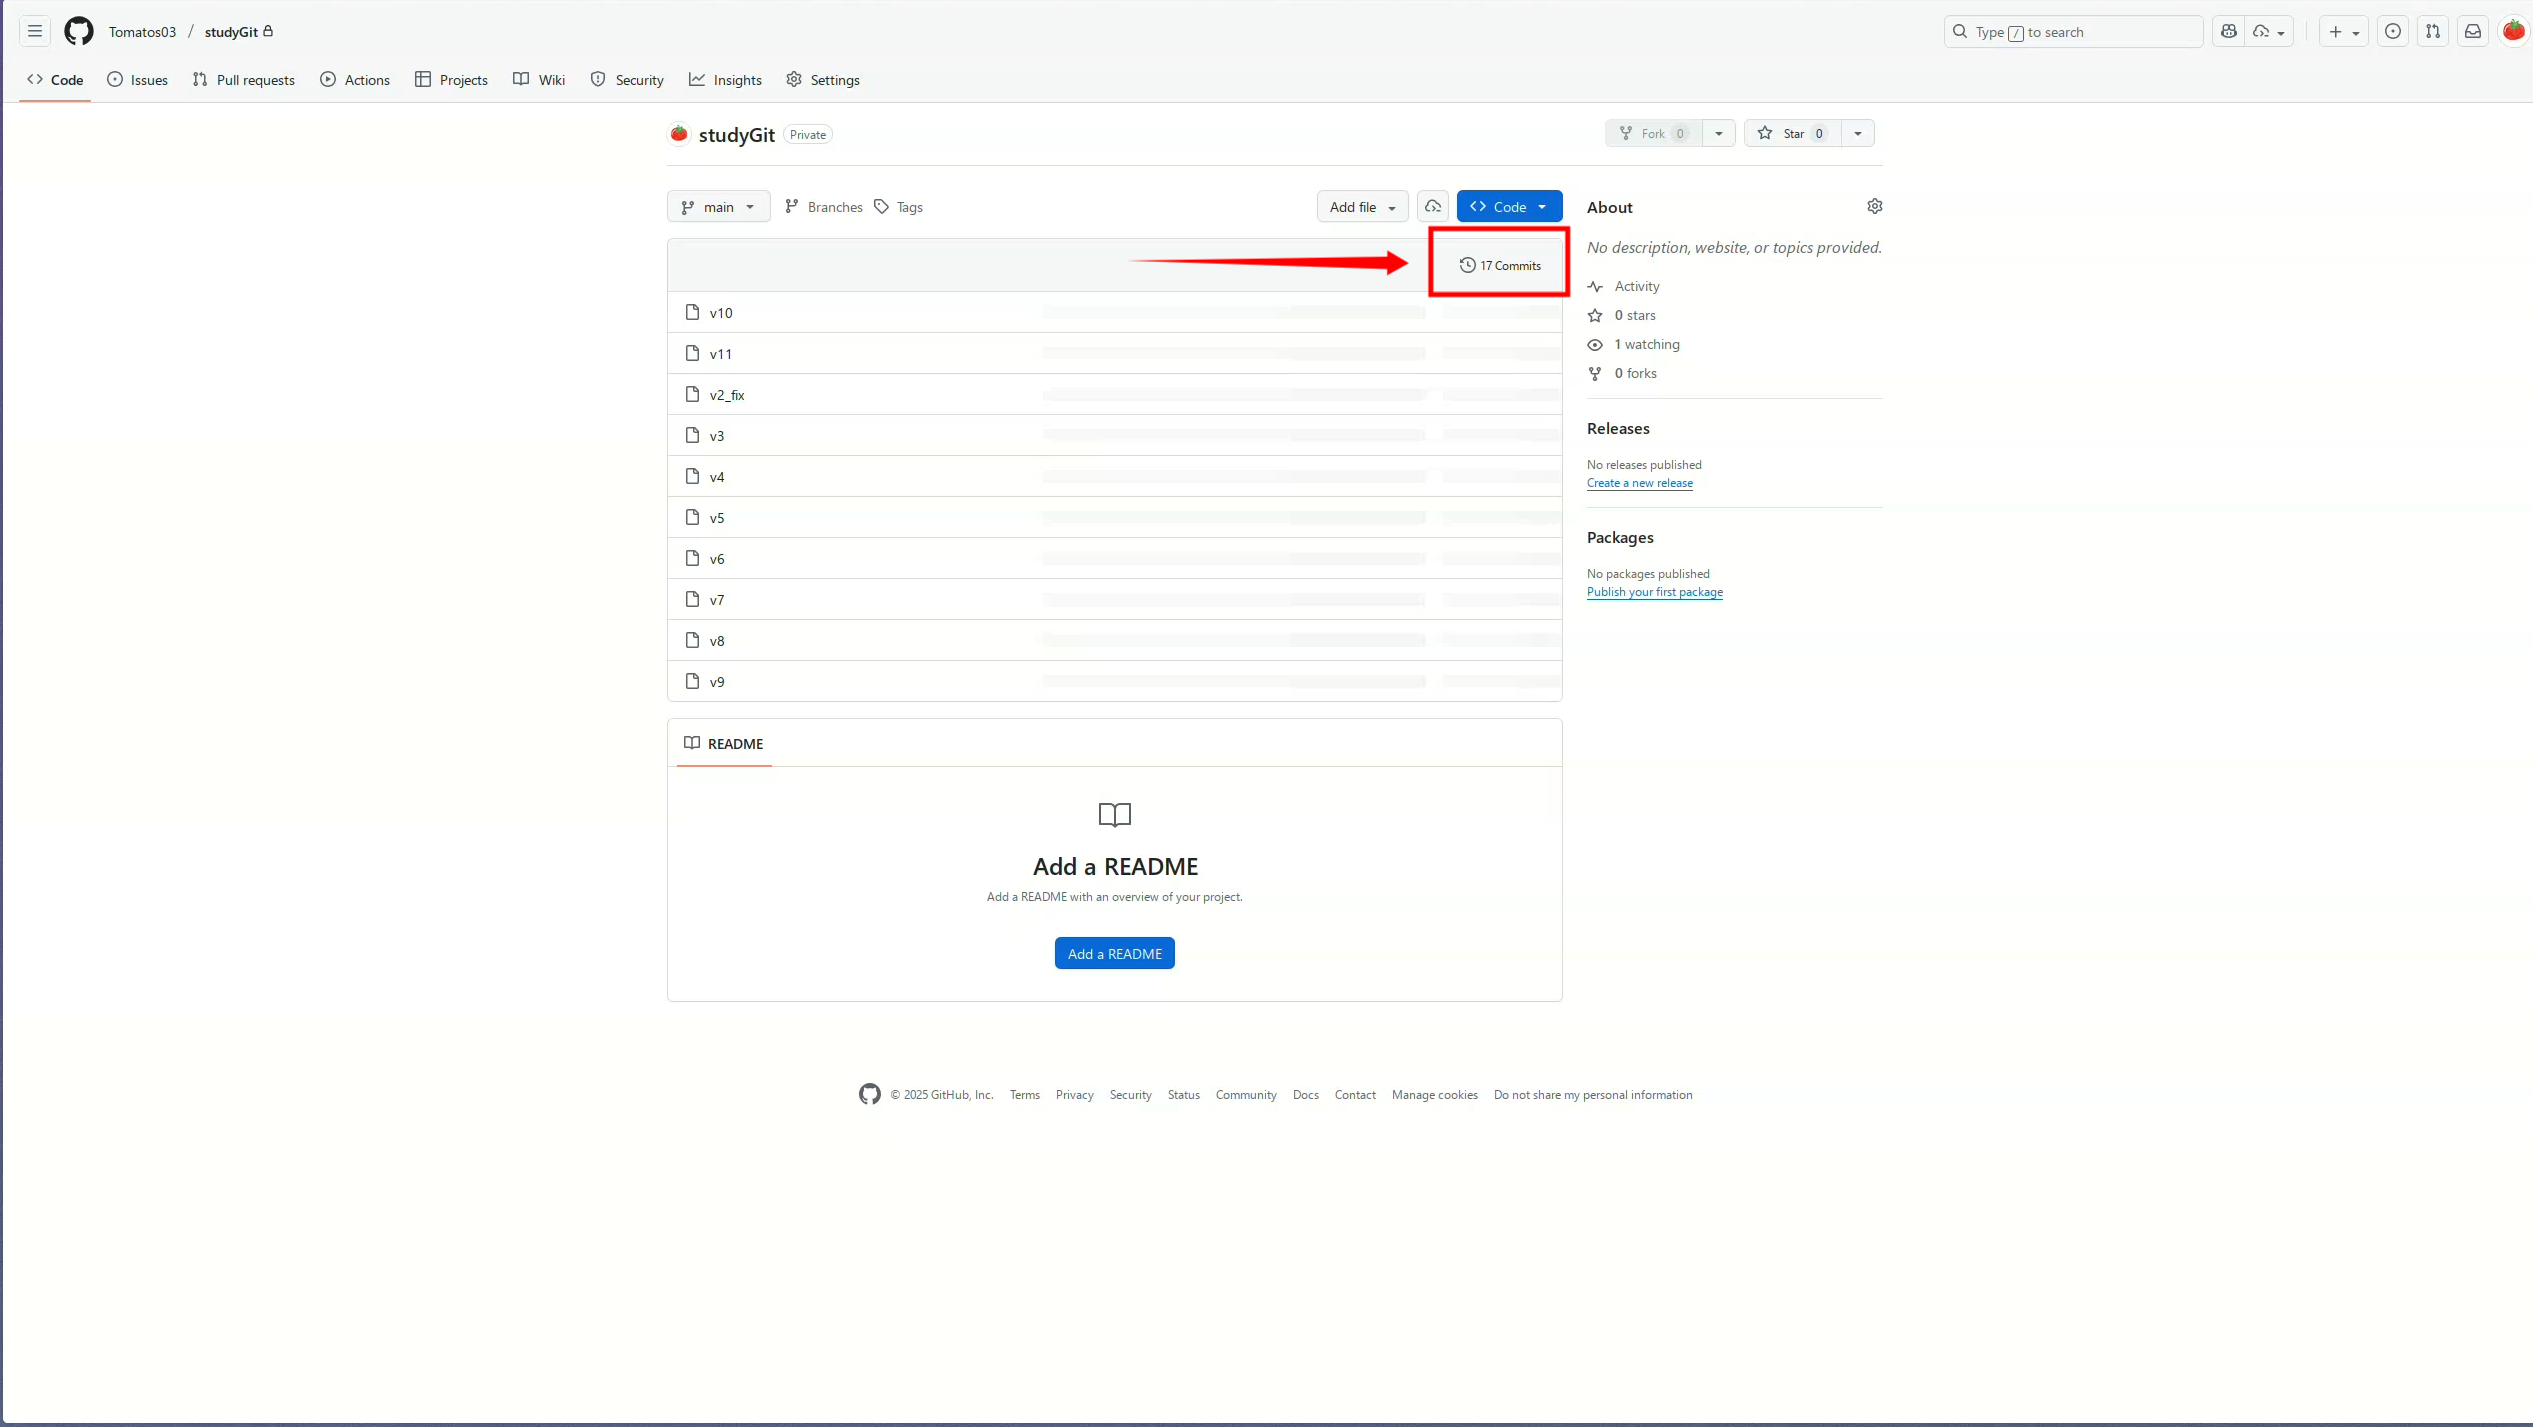 Tomatos03 / studyGit
Type / to search
Code Issues Pull requests Actions Projects Wiki Security Insights Settings
studyGit Private
Fork 0
Star 0
main
Branches
Tags
Add file
Code
17 Commits
v10
v11
v2_fix
v3
v4
v5
v6
v7
v8
v9
README
Add a README
Add a README with an overview of your project.
Add a README
About
No description, website, or topics provided.
Activity
0 stars
1 watching
0 forks
Releases
No releases published
Create a new release
Packages
No packages published
Publish your first package
© 2025 GitHub, Inc. Terms Privacy Security Status Community Docs Contact Manage cookies Do not share my personal information